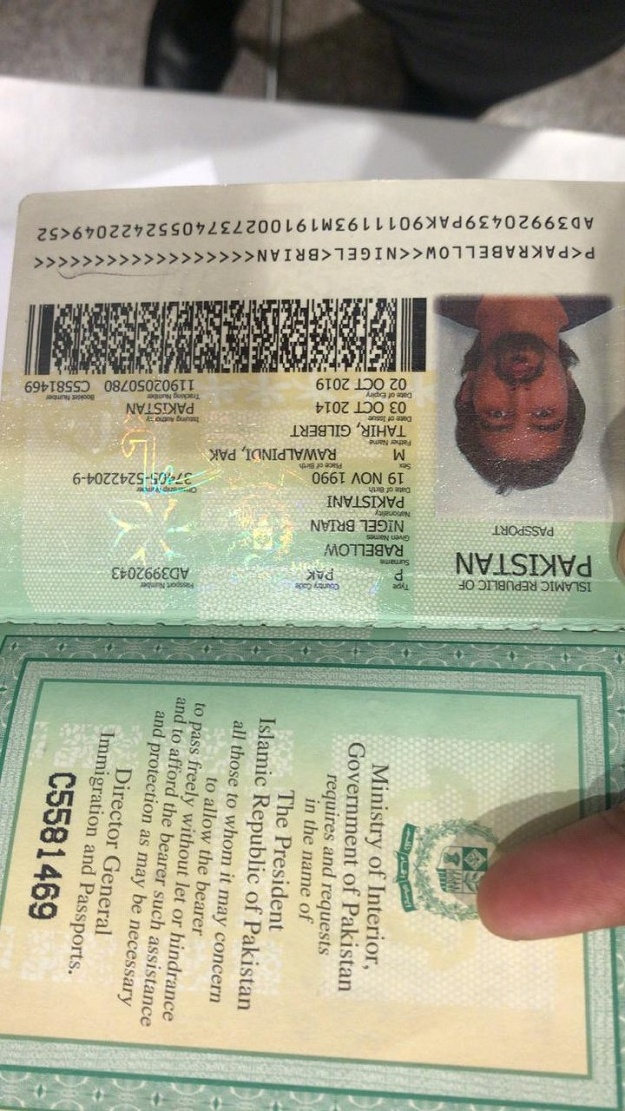 ISLAMIC REPUBLIC OF
PAKISTAN
PASSPORT
Type Country Code Passport Number
P PAK AD3992043
Surname
RABELLOW
Given Names
NIGEL BRIAN
Nationality
PAKISTANI
Date of Birth Citizenship Number
19 NOV 1990 37405-5242204-9
Sex Place of Birth
M RAWALPINDI, PAK
Father Name
TAHIR, GILBERT
Date of Issue Issuing Authority
03 OCT 2014 PAKISTAN
Date of Expiry Tracking Number Booklet Number
02 OCT 2019 11902050780 C5581469
P<PAKRABELLOW<NIGEL<BRIAN<<<<<<<<<<<<<<<<<<<
AD39920439PAK9011193M19100273740552422049<52
Ministry of Interior,
Government of Pakistan
requires and requests
in the name of
The President
Islamic Republic of Pakistan
all those to whom it may concern
to allow the bearer
to pass freely without let or hindrance
and to afford the bearer such assistance
and protection as may be necessary
Director General
Immigration and Passports.
C5581469